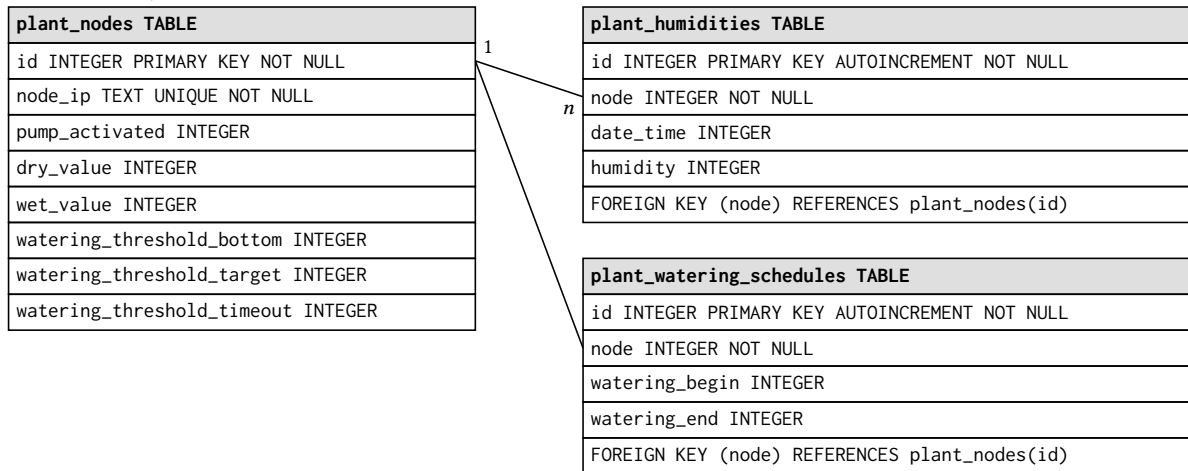 plant_nodes TABLE
id INTEGER PRIMARY KEY NOT NULL
node_ip TEXT UNIQUE NOT NULL
pump_activated INTEGER
dry_value INTEGER
wet_value INTEGER
watering_threshold_bottom INTEGER
watering_threshold_target INTEGER
watering_threshold_timeout INTEGER
1
n
plant_humidities TABLE
id INTEGER PRIMARY KEY AUTOINCREMENT NOT NULL
node INTEGER NOT NULL
date_time INTEGER
humidity INTEGER
FOREIGN KEY (node) REFERENCES plant_nodes(id)
plant_watering_schedules TABLE
id INTEGER PRIMARY KEY AUTOINCREMENT NOT NULL
node INTEGER NOT NULL
watering_begin INTEGER
watering_end INTEGER
FOREIGN KEY (node) REFERENCES plant_nodes(id)